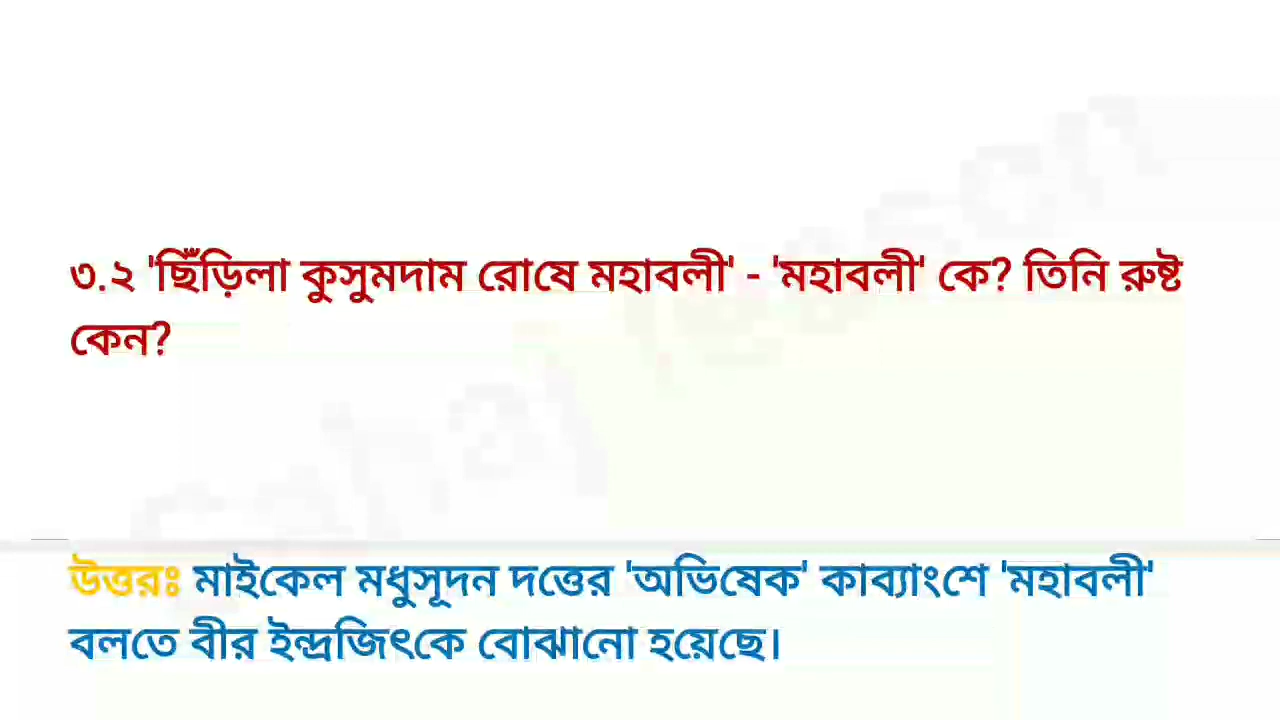 ৩.২ 'ছিঁড়িলা কুসুমদাম রোষে মহাবলী' - 'মহাবলী' কে? তিনি রুষ্ট
কেন?
উত্তরঃ মাইকেল মধুসূদন দত্তের 'অভিষেক' কাব্যাংশে 'মহাবলী'
বলতে বীর ইন্দ্রজিৎকে বোঝানো হয়েছে।